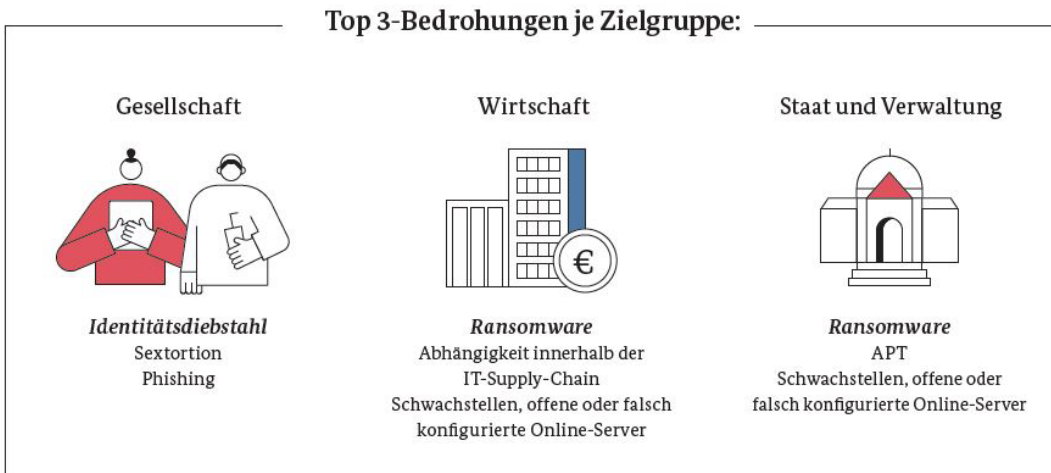 Top 3-Bedrohungen je Zielgruppe:
Gesellschaft
Identitätsdiebstahl
Sextortion
Phishing
Wirtschaft
€
Ransomware
Abhängigkeit innerhalb der
IT-Supply-Chain
Schwachstellen, offene oder falsch
konfigurierte Online-Server
Staat und Verwaltung
Ransomware
APT
Schwachstellen, offene oder
falsch konfigurierte Online-Server